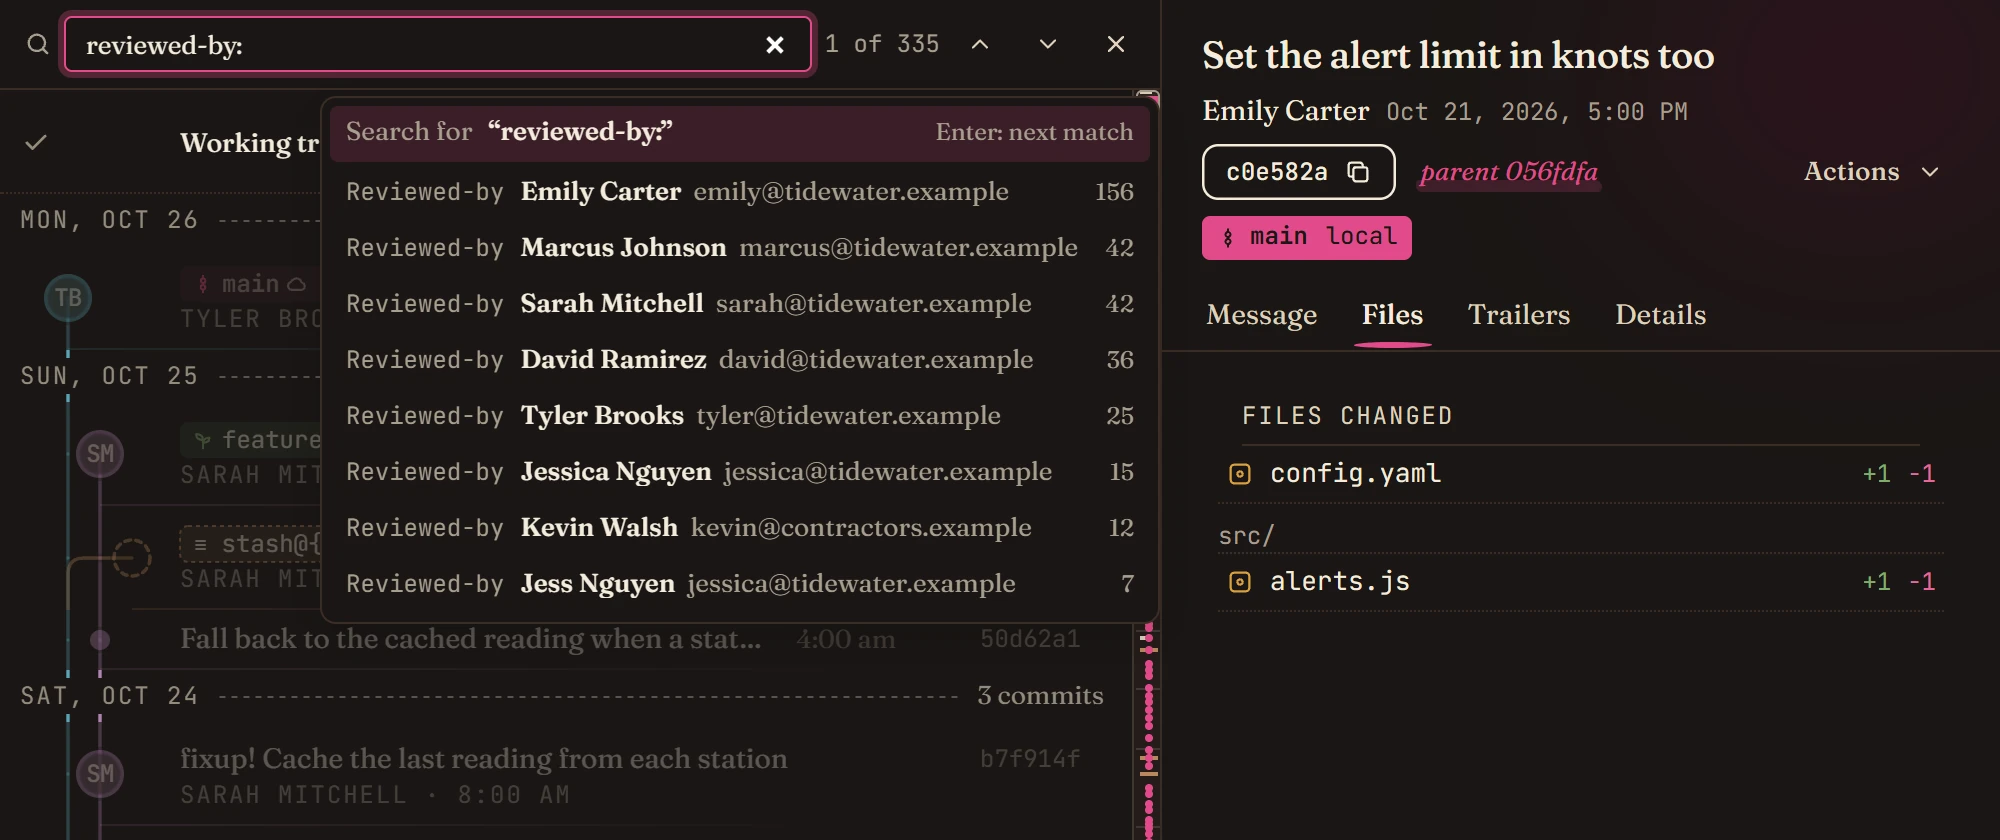 reviewed-by:
1 of 335
Search for “reviewed-by:” Enter: next match
Reviewed-by Emily Carter emily@tidewater.example 156
Reviewed-by Marcus Johnson marcus@tidewater.example 42
Reviewed-by Sarah Mitchell sarah@tidewater.example 42
Reviewed-by David Ramirez david@tidewater.example 36
Reviewed-by Tyler Brooks tyler@tidewater.example 25
Reviewed-by Jessica Nguyen jessica@tidewater.example 15
Reviewed-by Kevin Walsh kevin@contractors.example 12
Reviewed-by Jess Nguyen jessica@tidewater.example 7
Working tr
MON, OCT 26
TB
main
TYLER BRO
SUN, OCT 25
SM
feature
SARAH MIT
stash@{
SARAH MIT
Fall back to the cached reading when a stat... 4:00 am 50d62a1
SAT, OCT 24 3 commits
SM
fixup! Cache the last reading from each station b7f914f
SARAH MITCHELL · 8:00 AM
Set the alert limit in knots too
Emily Carter Oct 21, 2026, 5:00 PM
c0e582a parent 056fdfa Actions
main local
Message Files Trailers Details
FILES CHANGED
config.yaml +1 -1
src/
alerts.js +1 -1